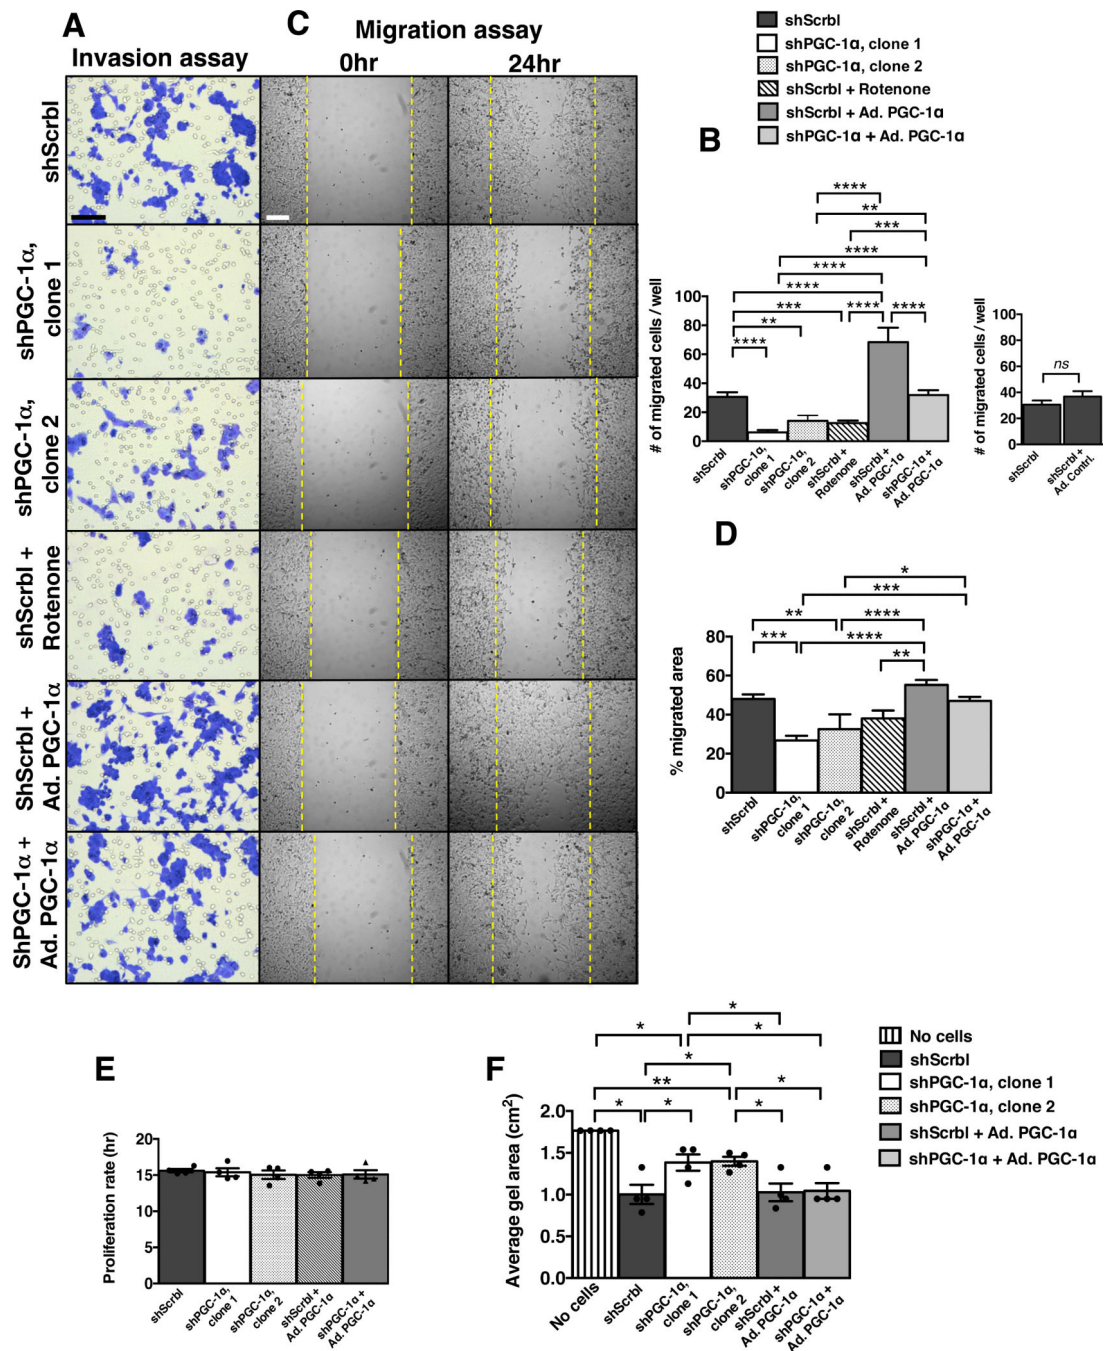 A
Invasion assay
C
Migration assay
0hr
24hr
shScrbl
shPGC-1α,
clone 1
shPGC-1α,
clone 2
shScrbl +
Rotenone
ShScrbl +
Ad. PGC-1α
ShPGC-1α +
Ad. PGC-1α
shScrbl
shPGC-1α, clone 1
shPGC-1α, clone 2
shScrbl + Rotenone
shScrbl + Ad. PGC-1α
shPGC-1α + Ad. PGC-1α
B
****
**
***
****
****
****
***
**
****
****
****
# of migrated cells / well
100
80
60
40
20
0
shScrbl
shPGC-1α,
clone 1
shPGC-1α,
clone 2
shScrbl +
Rotenone
shScrbl +
Ad. PGC-1α
shPGC-1α +
Ad. PGC-1α
# of migrated cells / well
100
80
60
40
20
0
ns
shScrbl
shScrbl +
Ad. Contrl.
D
*
***
**
****
***
****
**
% migrated area
80
60
40
20
0
shScrbl
shPGC-1α,
clone 1
shPGC-1α,
clone 2
shScrbl +
Rotenone
shScrbl +
Ad. PGC-1α
shPGC-1α +
Ad. PGC-1α
E
Proliferation rate (hr)
20
15
10
5
0
shScrbl
shPGC-1α,
clone 1
shPGC-1α,
clone 2
shScrbl +
Ad. PGC-1α
shPGC-1α +
Ad. PGC-1α
F
*
*
*
*
**
*
*
*
*
Average gel area (cm²)
2.0
1.5
1.0
0.5
0.0
No cells
shScrbl
shPGC-1α,
clone 1
shPGC-1α,
clone 2
shScrbl +
Ad. PGC-1α
shPGC-1α +
Ad. PGC-1α
No cells
shScrbl
shPGC-1α, clone 1
shPGC-1α, clone 2
shScrbl + Ad. PGC-1α
shPGC-1α + Ad. PGC-1α